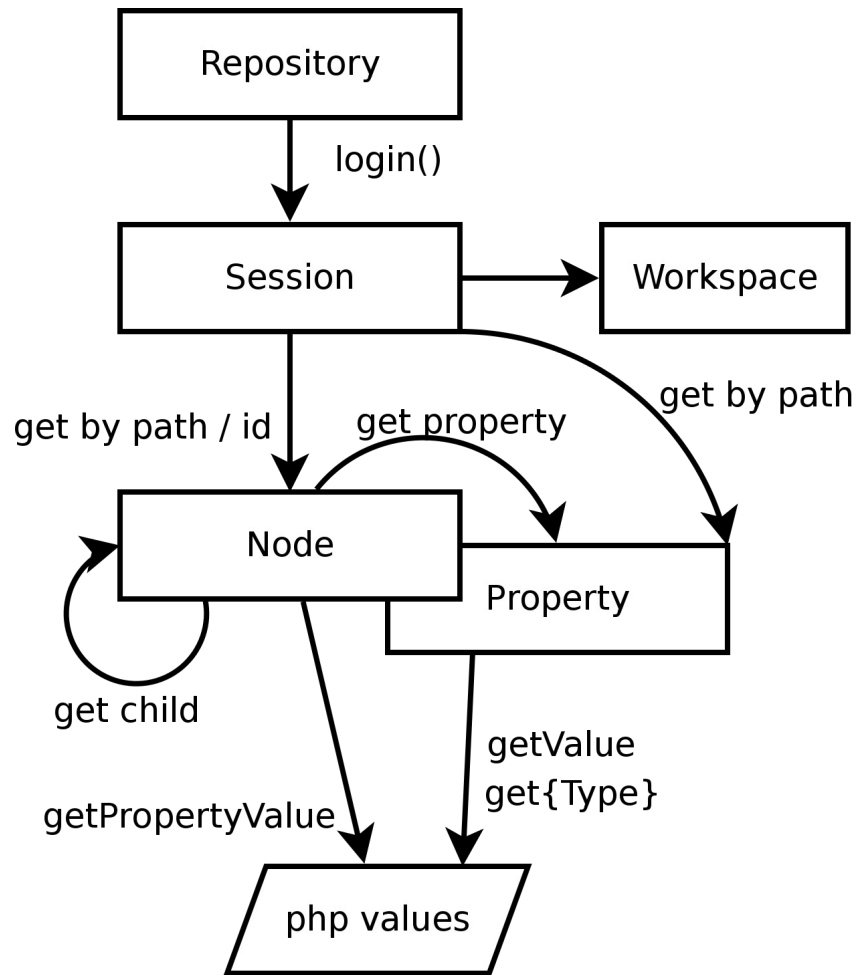 Repository
login()
Session
Workspace
get by path / id
get property
get by path
Node
Property
get child
getValue
get{Type}
getPropertyValue
php values